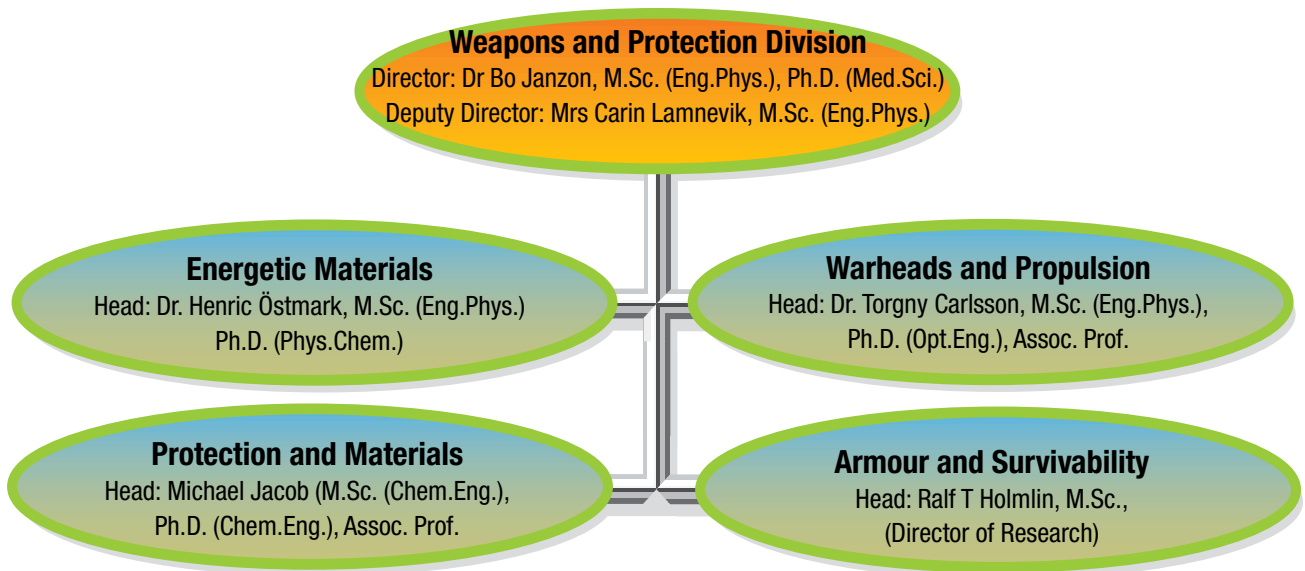 Weapons and Protection Division
Director: Dr Bo Janzon, M.Sc. (Eng.Phys.), Ph.D. (Med.Sci.)
Deputy Director: Mrs Carin Lamnevik, M.Sc. (Eng.Phys.)
Energetic Materials
Head: Dr. Henric Östmark, M.Sc. (Eng.Phys.)
Ph.D. (Phys.Chem.)
Warheads and Propulsion
Head: Dr. Torgny Carlsson, M.Sc. (Eng.Phys.),
Ph.D. (Opt.Eng.), Assoc. Prof.
Protection and Materials
Head: Michael Jacob (M.Sc. (Chem.Eng.),
Ph.D. (Chem.Eng.), Assoc. Prof.
Armour and Survivability
Head: Ralf T Holmlin, M.Sc.,
(Director of Research)